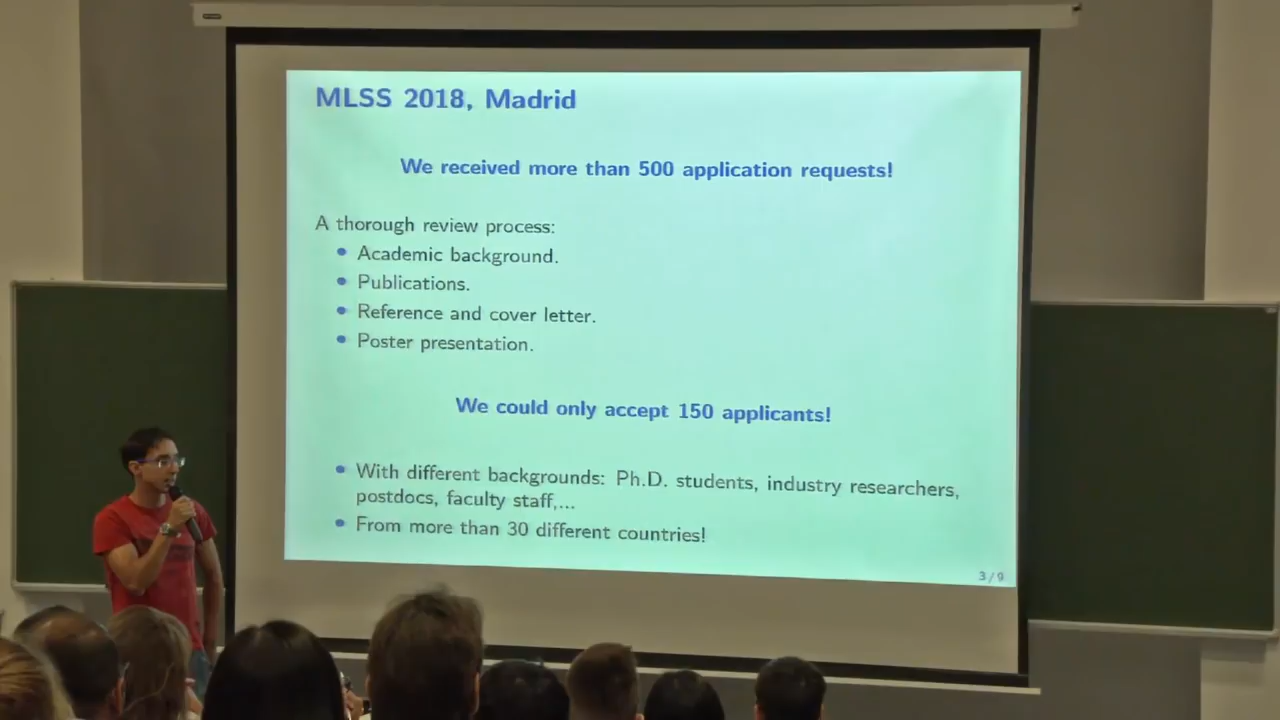 MLSS 2018, Madrid
We received more than 500 application requests!
A thorough review process:
Academic background.
Publications.
Reference and cover letter.
Poster presentation.
We could only accept 150 applicants!
With different backgrounds: Ph.D. students, industry researchers,
postdocs, faculty staff,...
From more than 30 different countries!
3/9